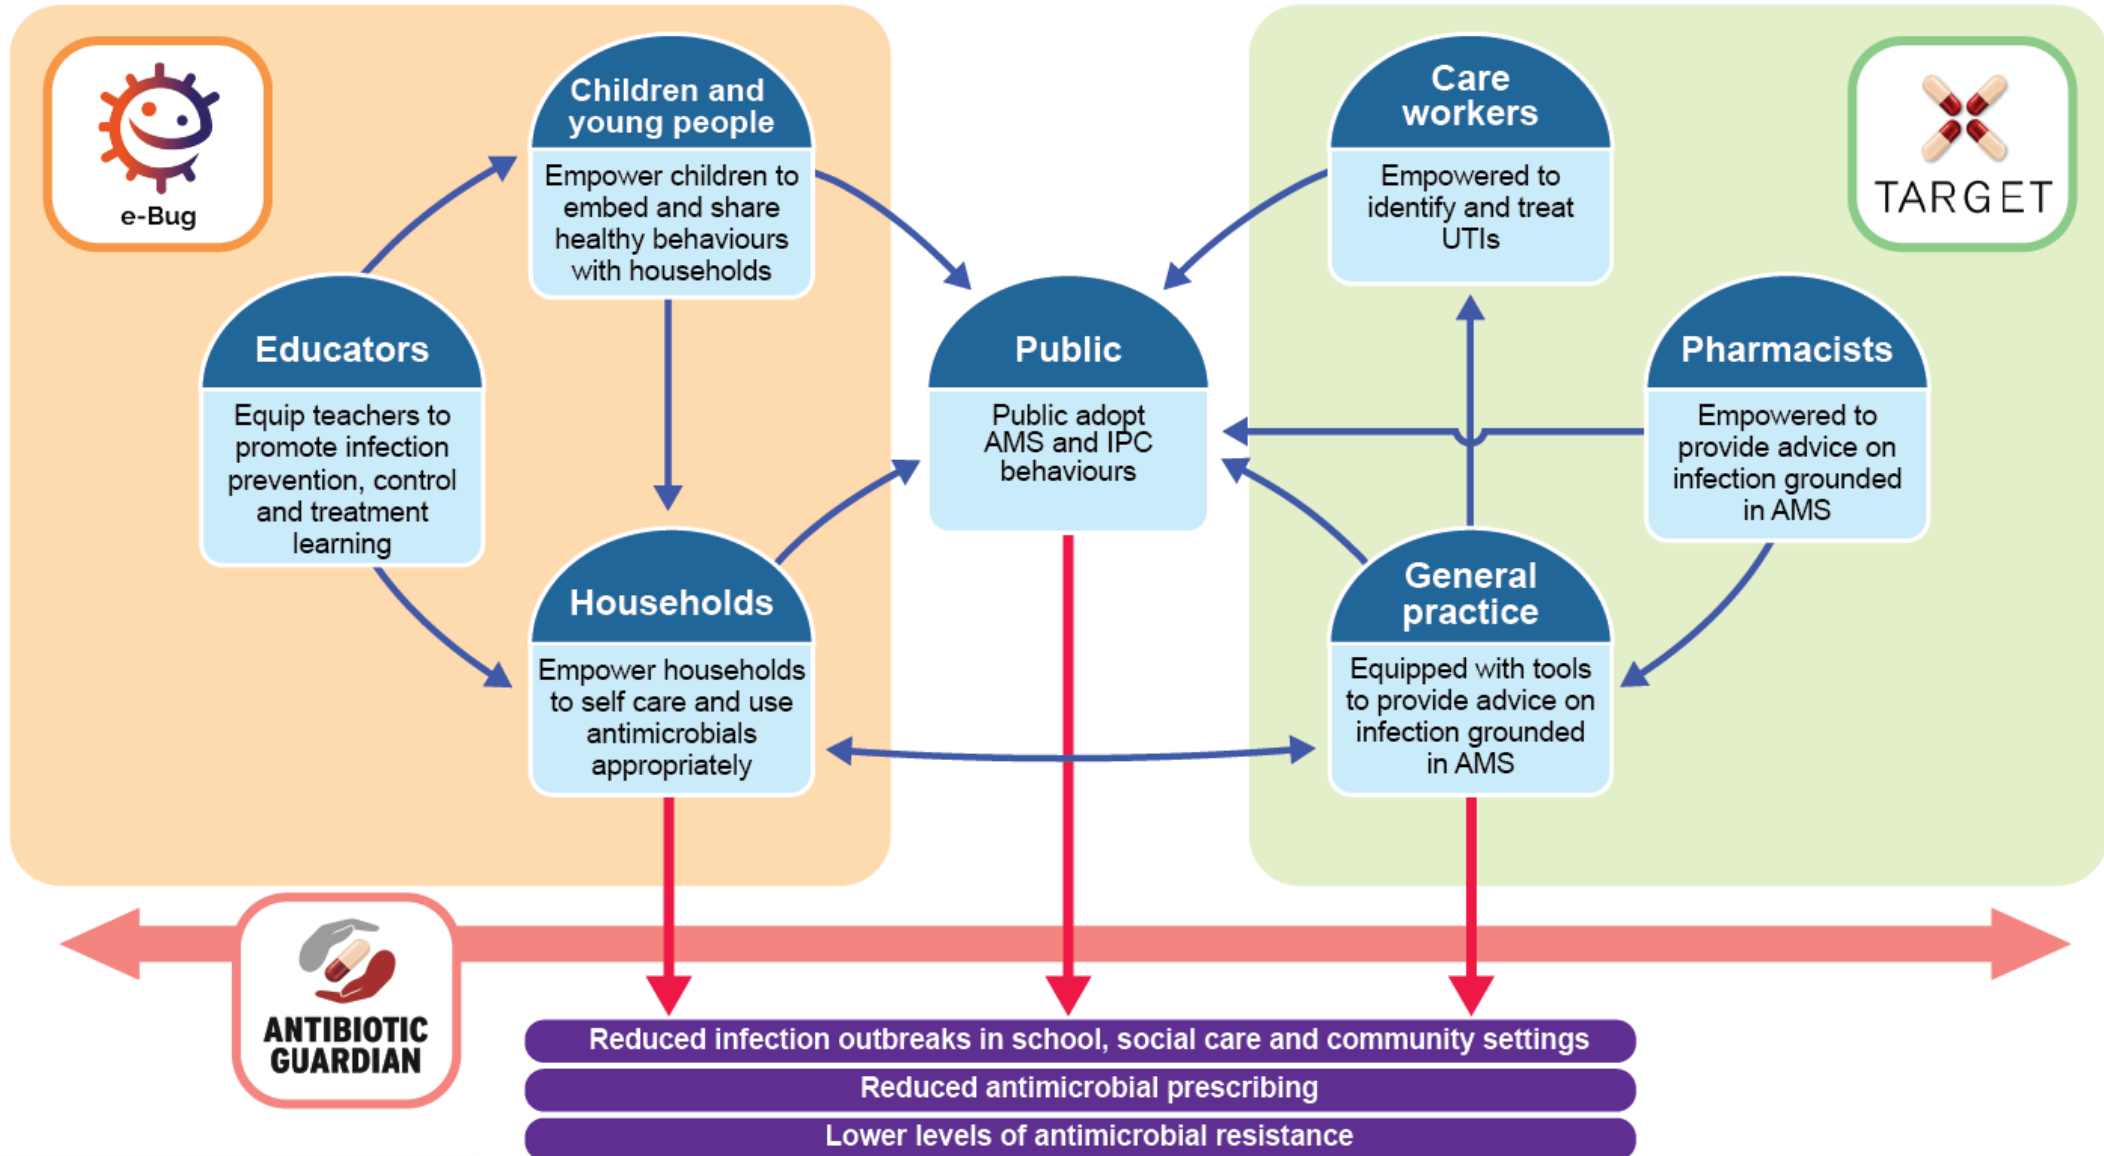 e-Bug
Children and
young people
Empower children to
embed and share
healthy behaviours
with households
Educators
Equip teachers to
promote infection
prevention, control
and treatment
learning
Households
Empower households
to self care and use
antimicrobials
appropriately
Public
Public adopt
AMS and IPC
behaviours
Care
workers
Empowered to
identify and treat
UTIs
TARGET
Pharmacists
Empowered to
provide advice on
infection grounded
in AMS
General
practice
Equipped with tools
to provide advice on
infection grounded
in AMS
ANTIBIOTIC
GUARDIAN
Reduced infection outbreaks in school, social care and community settings
Reduced antimicrobial prescribing
Lower levels of antimicrobial resistance